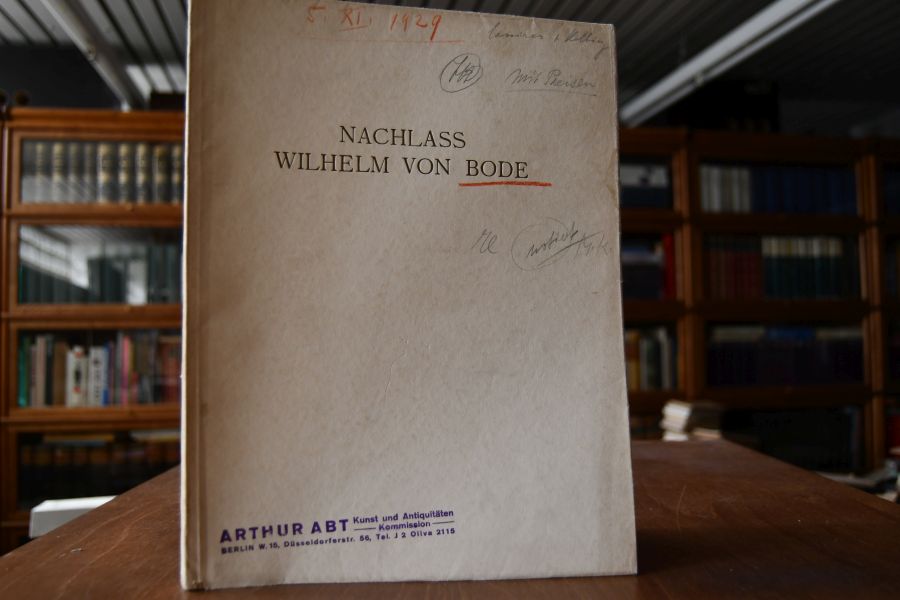 5. XI. 1929
Mit Preisen
NACHLASS
WILHELM VON BODE
ARTHUR ABT Kunst und Antiquitäten
Kommission
BERLIN W. 15, Düsseldorferstr. 56, Tel. J 2 Oliva 2115